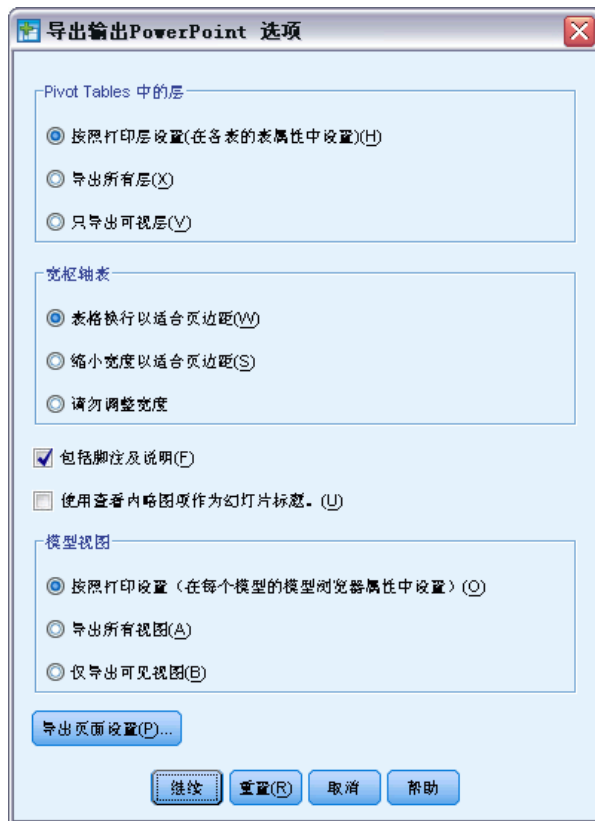 导出输出PowerPoint 选项
Pivot Tables 中的层
按照打印层设置(在各表的表属性中设置)(H)
导出所有层(X)
只导出可视层(V)
宽枢轴表
表格换行以适合页边距(W)
缩小宽度以适合页边距(S)
请勿调整宽度
包括脚注及说明(F)
使用查看内略图项作为幻灯片标题。(U)
模型视图
按照打印设置（在每个模型的模型浏览器属性中设置）(O)
导出所有视图(A)
仅导出可见视图(B)
导出页面设置(P)...
继续 重置(R) 取消 帮助